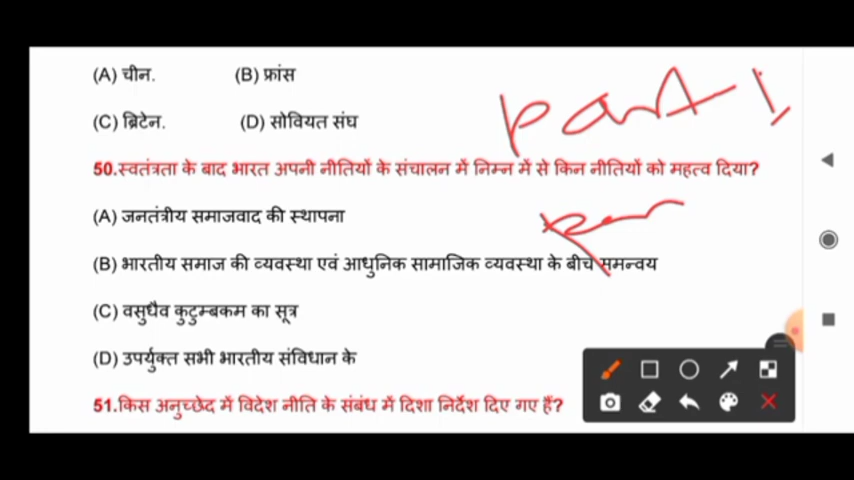 (A) चीन. (B) फ्रांस
(C) ब्रिटेन. (D) सोवियत संघ
part 1
50.स्वतंत्रता के बाद भारत अपनी नीतियों के संचालन में निम्न में से किन नीतियों को महत्व दिया?
(A) जनतंत्रीय समाजवाद की स्थापना
(B) भारतीय समाज की व्यवस्था एवं आधुनिक सामाजिक व्यवस्था के बीच समन्वय
(C) वसुधैव कुटुम्बकम का सूत्र
(D) उपर्युक्त सभी भारतीय संविधान के
51.किस अनुच्छेद में विदेश नीति के संबंध में दिशा निर्देश दिए गए हैं?